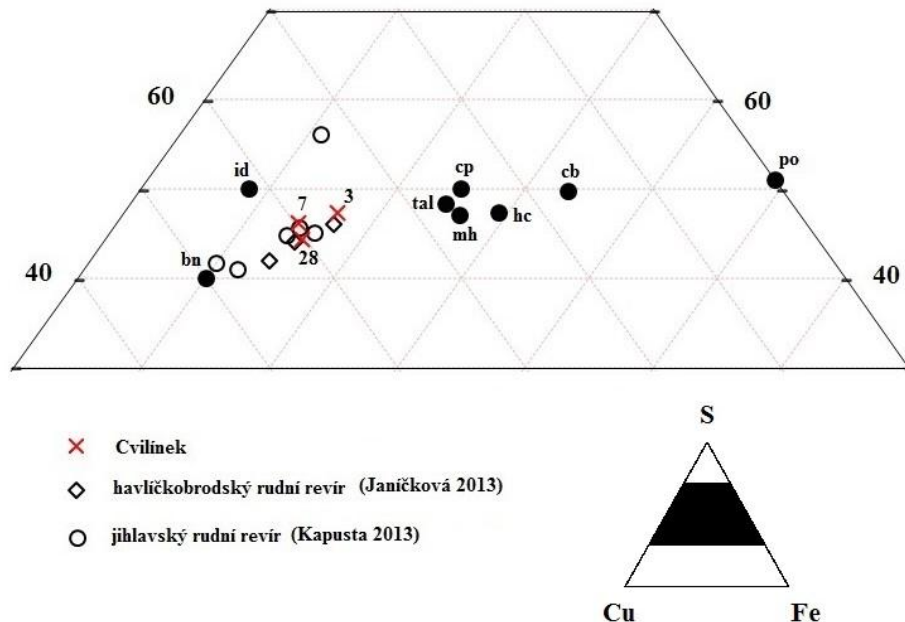 60
60
id
7
3
cp
cb
po
tal
mh
hc
28
bn
40
40
Cvilínek
havlíčkobrodský rudní revír (Janíčková 2013)
jihlavský rudní revír (Kapusta 2013)
S
Cu
Fe